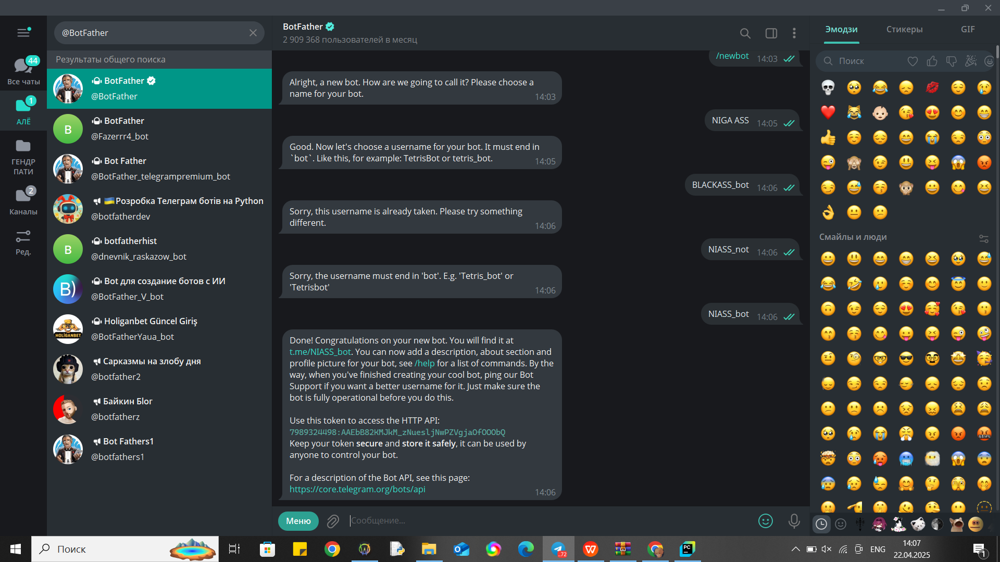 @BotFather
Результаты общего поиска
BotFather
@BotFather
BotFather
@Fazerrr4_bot
Bot Father
@BotFather_telegrampremium_bot
Розробка Телеграм ботів на Python
@botfatherdev
botfatherhist
@dnevnik_raskazow_bot
Bot для создание ботов с ИИ
@BotFather_V_bot
Holiganbet Güncel Giriş
@BotFatherYaua_bot
Сарказмы на злобу дня
@botfather2
Байкин Блог
@botfatherz
Bot Fathers1
@botfathers1
44
Все чаты
1
АЛЁ
ГЕНДР
ПАТИ
2
Каналы
Ред.
B
B
B)
HOLİGANBET
BotFather
2 909 368 пользователей в месяц
/newbot 14:03
Alright, a new bot. How are we going to call it? Please choose a
name for your bot. 14:03
NIGA ASS 14:05
Good. Now let's choose a username for your bot. It must end in
`bot`. Like this, for example: TetrisBot or tetris_bot. 14:05
BLACKASS_bot 14:06
Sorry, this username is already taken. Please try something
different. 14:06
NIASS_not 14:06
Sorry, the username must end in 'bot'. E.g. 'Tetris_bot' or
'Tetrisbot' 14:06
NIASS_bot 14:06
Done! Congratulations on your new bot. You will find it at
t.me/NIASS_bot. You can now add a description, about section and
profile picture for your bot, see /help for a list of commands. By the
way, when you've finished creating your cool bot, ping our Bot
Support if you want a better username for it. Just make sure the
bot is fully operational before you do this.
Use this token to access the HTTP API:
7989324498:AAEbB82KMJkM_zNuesljNwPZVgjaOfOOObQ
Keep your token secure and store it safely, it can be used by
anyone to control your bot.
For a description of the Bot API, see this page:
https://core.telegram.org/bots/api 14:06
Меню
Сообщение...
Эмодзи Стикеры GIF
Поиск
Смайлы и люди
Поиск
..72
W
PC
ENG
14:07
22.04.2025
1